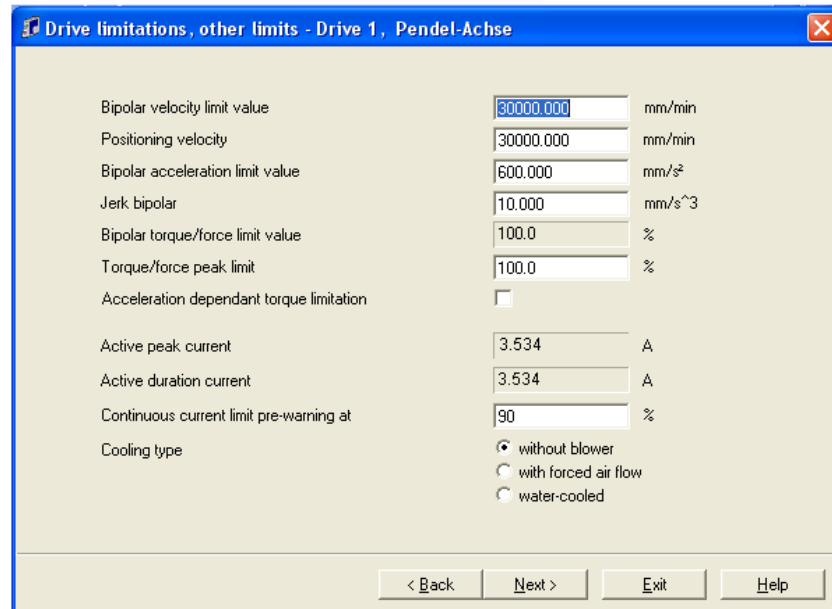 Drive limitations, other limits - Drive 1, Pendel-Achse
Bipolar velocity limit value 30000.000 mm/min
Positioning velocity 30000.000 mm/min
Bipolar acceleration limit value 600.000 mm/s²
Jerk bipolar 10.000 mm/s^3
Bipolar torque/force limit value 100.0 %
Torque/force peak limit 100.0 %
Acceleration dependant torque limitation
Active peak current 3.534 A
Active duration current 3.534 A
Continuous current limit pre-warning at 90 %
Cooling type without blower
with forced air flow
water-cooled
< Back Next > Exit Help